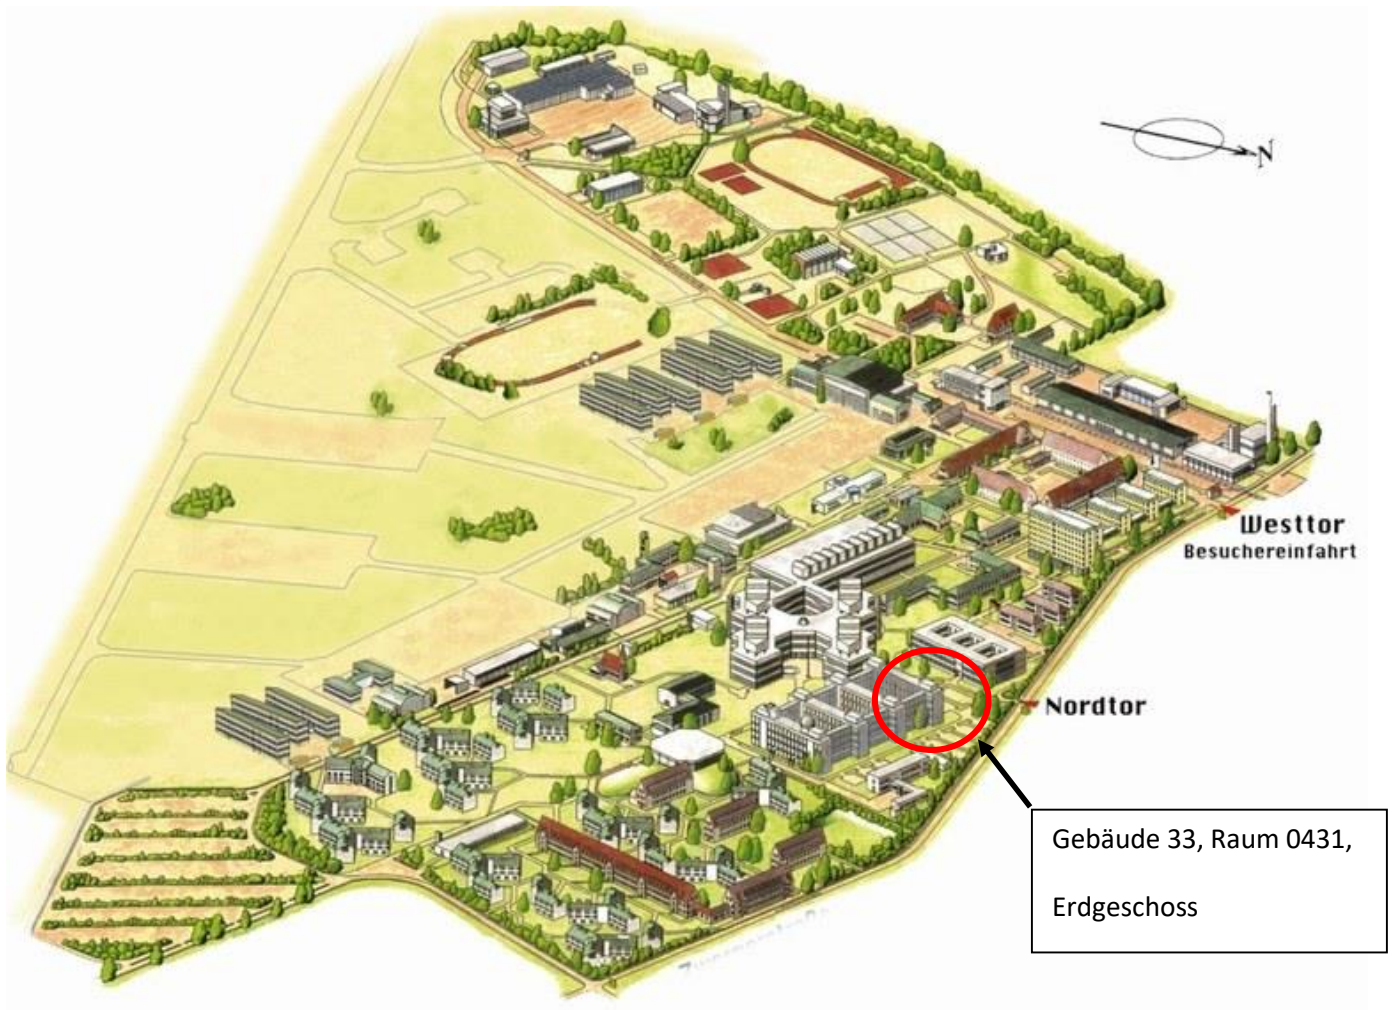 N
Westtor
Besuchereinfahrt
Nordtor
Gebäude 33, Raum 0431,
Erdgeschoss